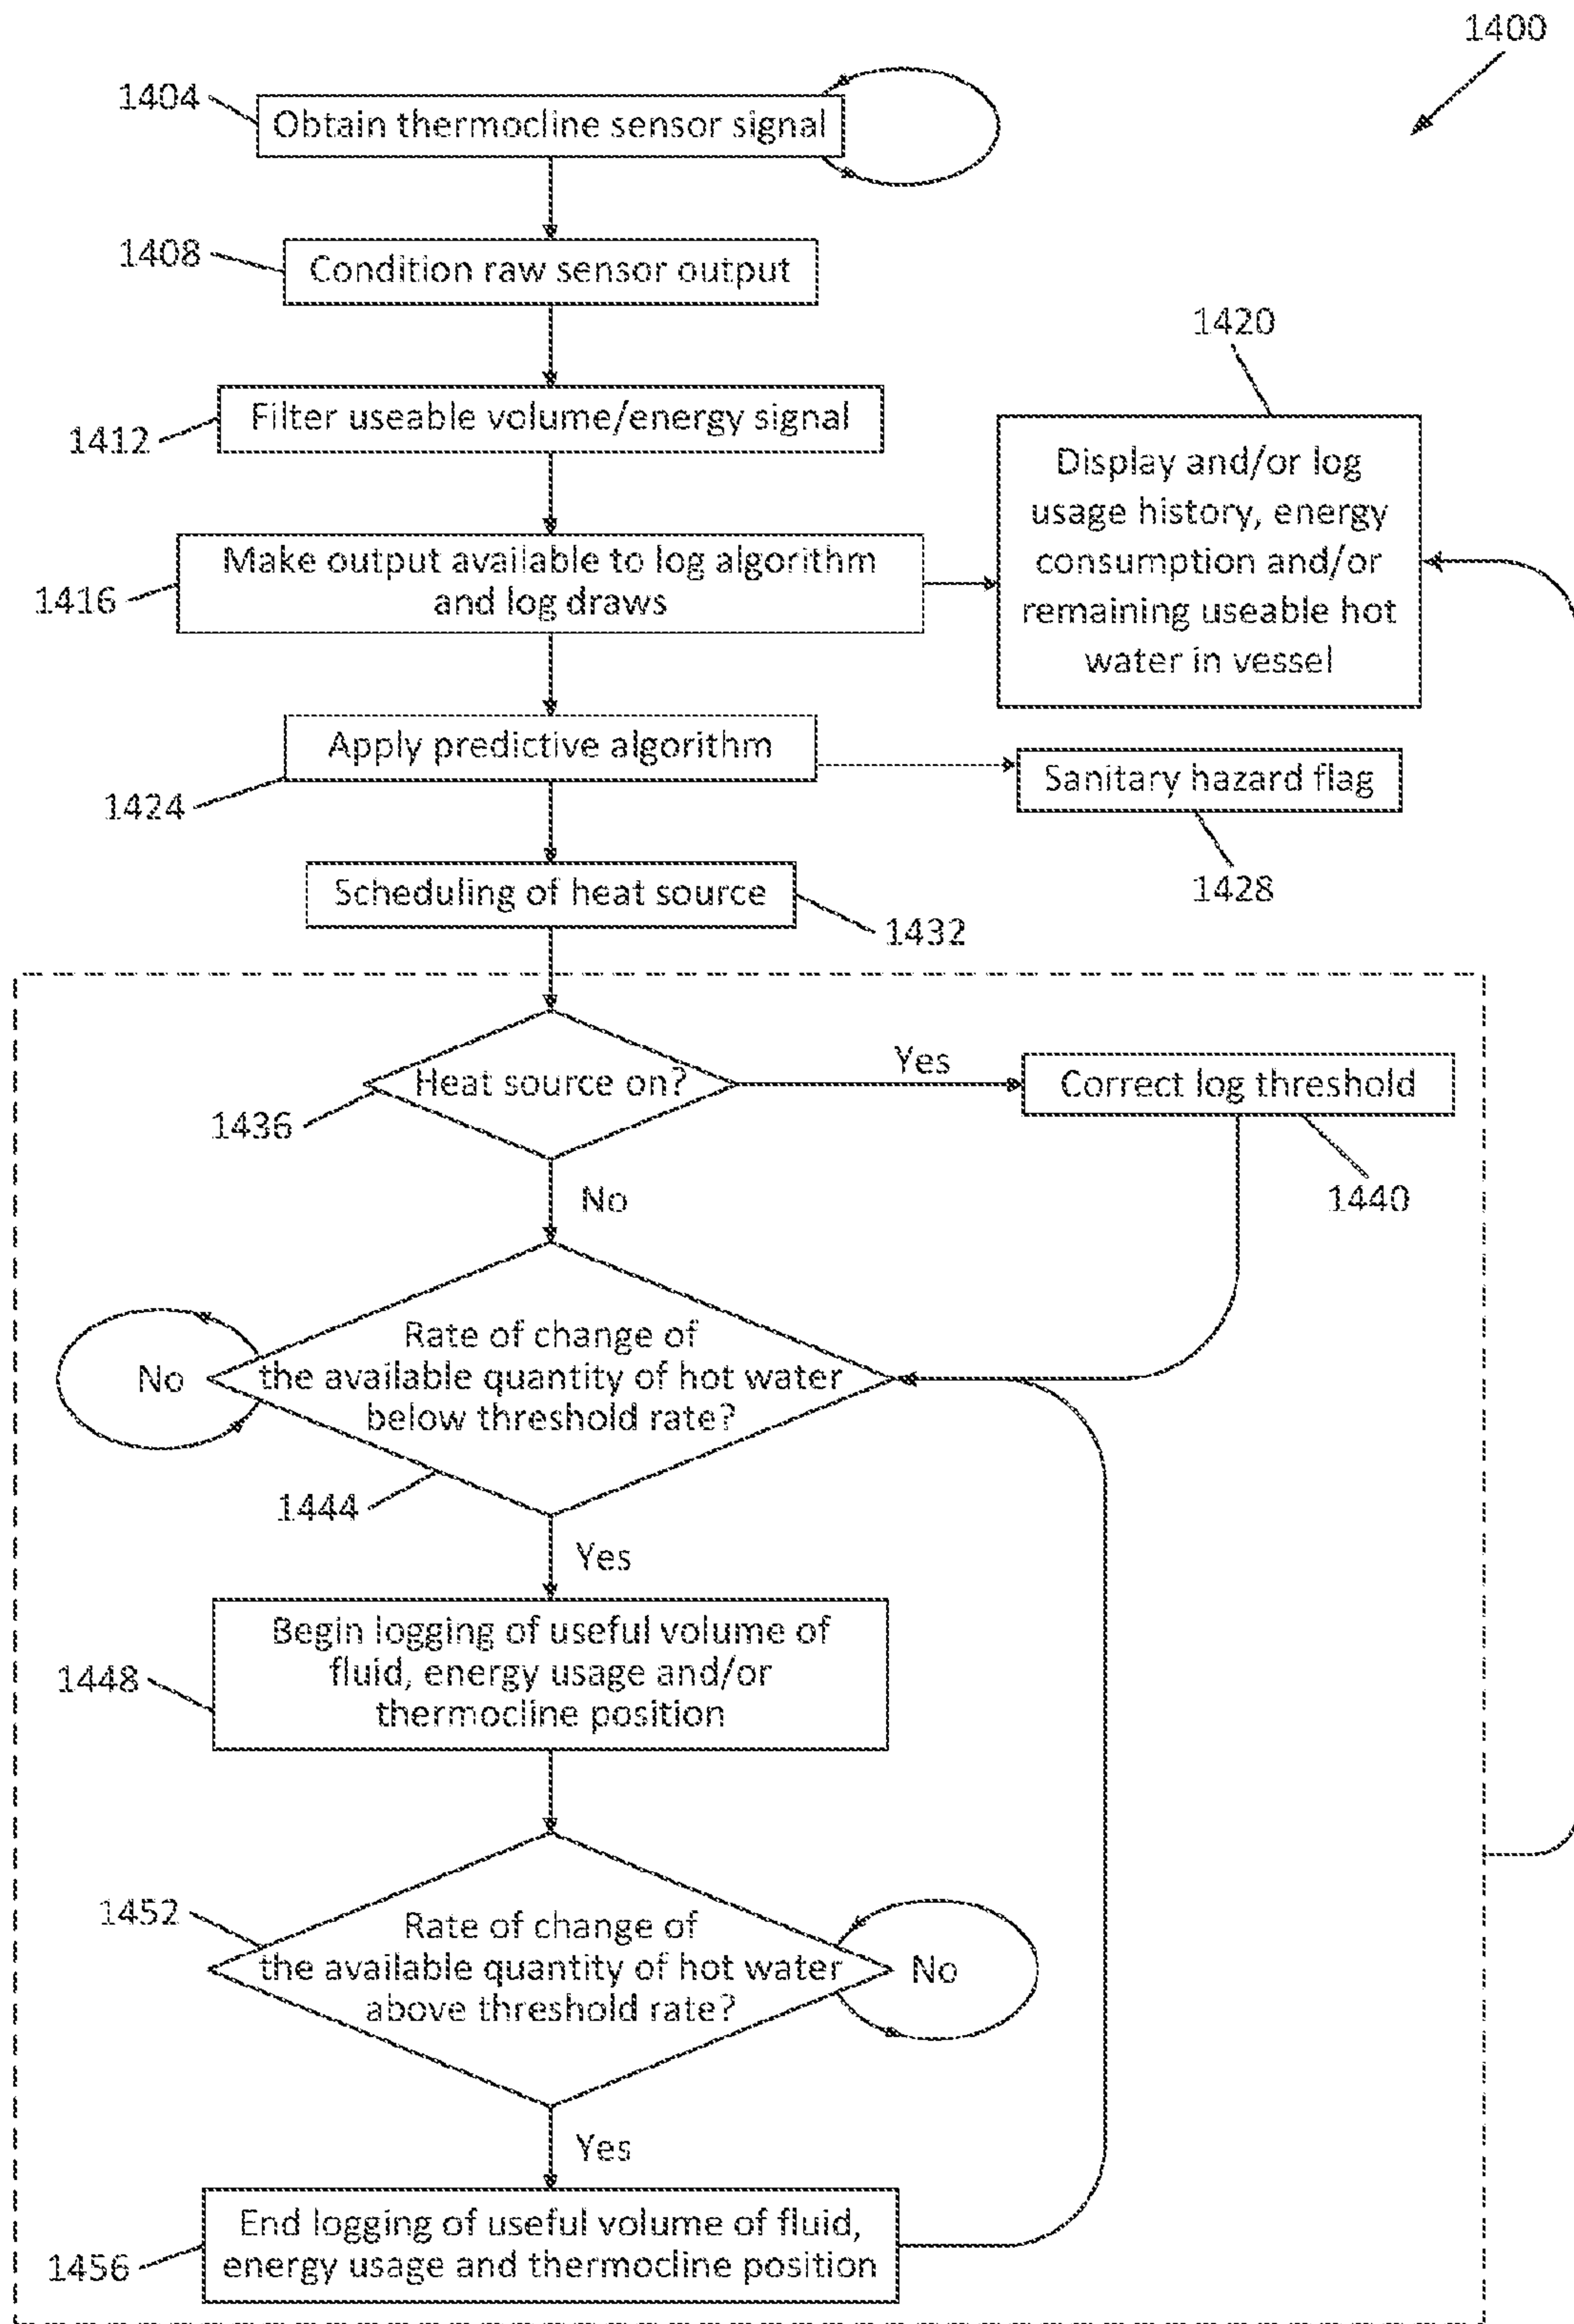 1400
1404
Obtain thermocline sensor signal
1408
Condition raw sensor output
1412
Filter useable volume/energy signal
1416
Make output available to log algorithm
and log draws
1420
Display and/or log
usage history, energy
consumption and/or
remaining useable hot
water in vessel
1424
Apply predictive algorithm
Sanitary hazard flag
1428
Scheduling of heat source
1432
1436
Heat source on?
Yes
Correct log threshold
1440
No
Rate of change of
the available quantity of hot water
below threshold rate?
No
1444
Yes
1448
Begin logging of useful volume of
fluid, energy usage and/or
thermocline position
1452
Rate of change of
the available quantity of hot water
above threshold rate?
No
Yes
1456
End logging of useful volume of fluid,
energy usage and thermocline position